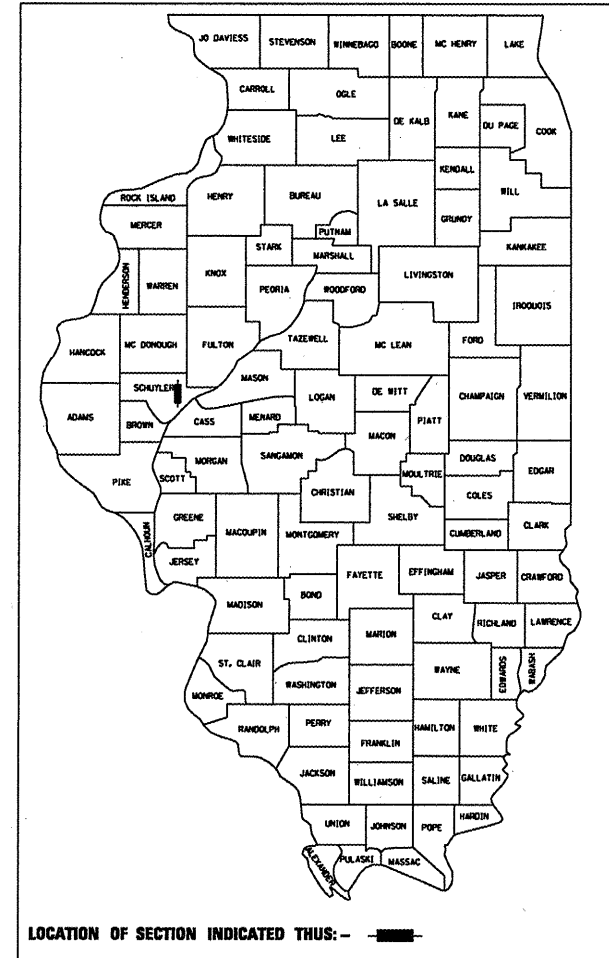 JO DAVIESS STEVENSON WINNEBAGO BOONE MC HENRY LAKE
CARROLL OGLE
DE KALB KANE DU PAGE COOK
WHITESIDE LEE
KENDALL WILL
ROCK ISLAND HENRY BUREAU LA SALLE GRUNDY
MERCER PUTNAM
STARK MARSHALL KANKAKEE
HENDERSON WARREN KNOX PEORIA WOODFORD LIVINGSTON IROQUOIS
HANCOCK MC DONOUGH FULTON TAZEWELL MC LEAN FORD
SCHUYLER MASON LOGAN DE WITT CHAMPAIGN VERMILION
ADAMS BROWN CASS MENARD MACON PIATT
MORGAN SANGAMON DOUGLAS
PIKE SCOTT CHRISTIAN MOULTRIE COLES EDGAR
GREENE MACOUPIN MONTGOMERY SHELBY CUMBERLAND CLARK
CALHOUN JERSEY FAYETTE EFFINGHAM JASPER CRAWFORD
MADISON BOND CLAY RICHLAND LAWRENCE
CLINTON MARION WAYNE EDWARDS WABASH
ST. CLAIR WASHINGTON JEFFERSON
MONROE
RANDOLPH PERRY HAMILTON WHITE
FRANKLIN
JACKSON WILLIAMSON SALINE GALLATIN
HARDIN
UNION JOHNSON POPE
ALEXANDER PULASKI MASSAC
LOCATION OF SECTION INDICATED THUS: -